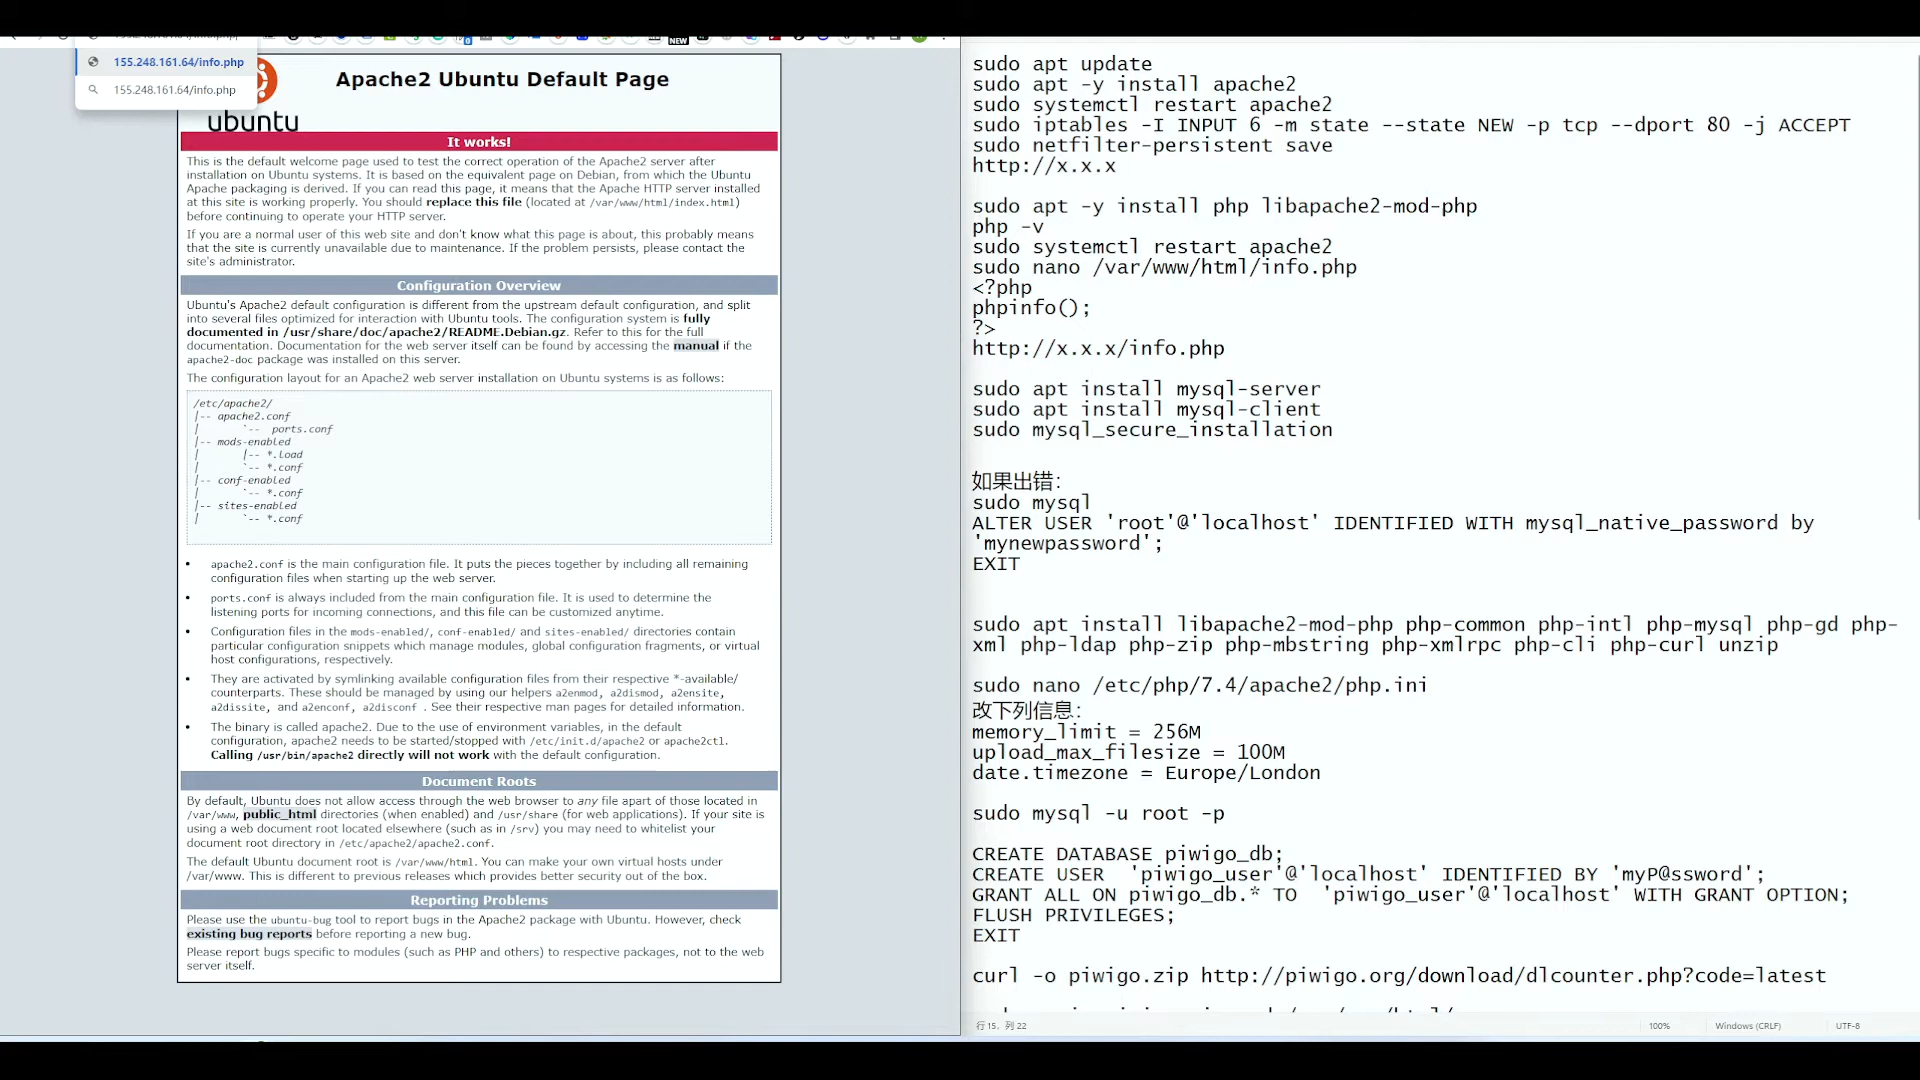 155.248.161.64/info.php
155.248.161.64/info.php
NEW
Apache2 Ubuntu Default Page
ubuntu
It works!
This is the default welcome page used to test the correct operation of the Apache2 server after
installation on Ubuntu systems. It is based on the equivalent page on Debian, from which the Ubuntu
Apache packaging is derived. If you can read this page, it means that the Apache HTTP server installed
at this site is working properly. You should replace this file (located at /var/www/html/index.html)
before continuing to operate your HTTP server.
If you are a normal user of this web site and don't know what this page is about, this probably means
that the site is currently unavailable due to maintenance. If the problem persists, please contact the
site's administrator.
Configuration Overview
Ubuntu's Apache2 default configuration is different from the upstream default configuration, and split
into several files optimized for interaction with Ubuntu tools. The configuration system is fully
documented in /usr/share/doc/apache2/README.Debian.gz. Refer to this for the full
documentation. Documentation for the web server itself can be found by accessing the manual if the
apache2-doc package was installed on this server.
The configuration layout for an Apache2 web server installation on Ubuntu systems is as follows:
/etc/apache2/
|-- apache2.conf
|       `--  ports.conf
|-- mods-enabled
|       |-- *.load
|       `-- *.conf
|-- conf-enabled
|       `-- *.conf
|-- sites-enabled
|       `-- *.conf
• apache2.conf is the main configuration file. It puts the pieces together by including all remaining
configuration files when starting up the web server.
• ports.conf is always included from the main configuration file. It is used to determine the
listening ports for incoming connections, and this file can be customized anytime.
• Configuration files in the mods-enabled/, conf-enabled/ and sites-enabled/ directories contain
particular configuration snippets which manage modules, global configuration fragments, or virtual
host configurations, respectively.
• They are activated by symlinking available configuration files from their respective *-available/
counterparts. These should be managed by using our helpers a2enmod, a2dismod, a2ensite,
a2dissite, and a2enconf, a2disconf . See their respective man pages for detailed information.
• The binary is called apache2. Due to the use of environment variables, in the default
configuration, apache2 needs to be started/stopped with /etc/init.d/apache2 or apache2ctl.
Calling /usr/bin/apache2 directly will not work with the default configuration.
Document Roots
By default, Ubuntu does not allow access through the web browser to any file apart of those located in
/var/www, public_html directories (when enabled) and /usr/share (for web applications). If your site is
using a web document root located elsewhere (such as in /srv) you may need to whitelist your
document root directory in /etc/apache2/apache2.conf.
The default Ubuntu document root is /var/www/html. You can make your own virtual hosts under
/var/www. This is different to previous releases which provides better security out of the box.
Reporting Problems
Please use the ubuntu-bug tool to report bugs in the Apache2 package with Ubuntu. However, check
existing bug reports before reporting a new bug.
Please report bugs specific to modules (such as PHP and others) to respective packages, not to the web
server itself.
sudo apt update
sudo apt -y install apache2
sudo systemctl restart apache2
sudo iptables -I INPUT 6 -m state --state NEW -p tcp --dport 80 -j ACCEPT
sudo netfilter-persistent save
http://x.x.x
sudo apt -y install php libapache2-mod-php
php -v
sudo systemctl restart apache2
sudo nano /var/www/html/info.php
<?php
phpinfo();
?>
http://x.x.x/info.php
sudo apt install mysql-server
sudo apt install mysql-client
sudo mysql_secure_installation
如果出错:
sudo mysql
ALTER USER 'root'@'localhost' IDENTIFIED WITH mysql_native_password by
'mynewpassword';
EXIT
sudo apt install libapache2-mod-php php-common php-intl php-mysql php-gd php-
xml php-ldap php-zip php-mbstring php-xmlrpc php-cli php-curl unzip
sudo nano /etc/php/7.4/apache2/php.ini
改下列信息:
memory_limit = 256M
upload_max_filesize = 100M
date.timezone = Europe/London
sudo mysql -u root -p
CREATE DATABASE piwigo_db;
CREATE USER  'piwigo_user'@'localhost' IDENTIFIED BY 'myP@ssword';
GRANT ALL ON piwigo_db.* TO  'piwigo_user'@'localhost' WITH GRANT OPTION;
FLUSH PRIVILEGES;
EXIT
curl -o piwigo.zip http://piwigo.org/download/dlcounter.php?code=latest
行 15, 列 22
100%
Windows (CRLF)
UTF-8